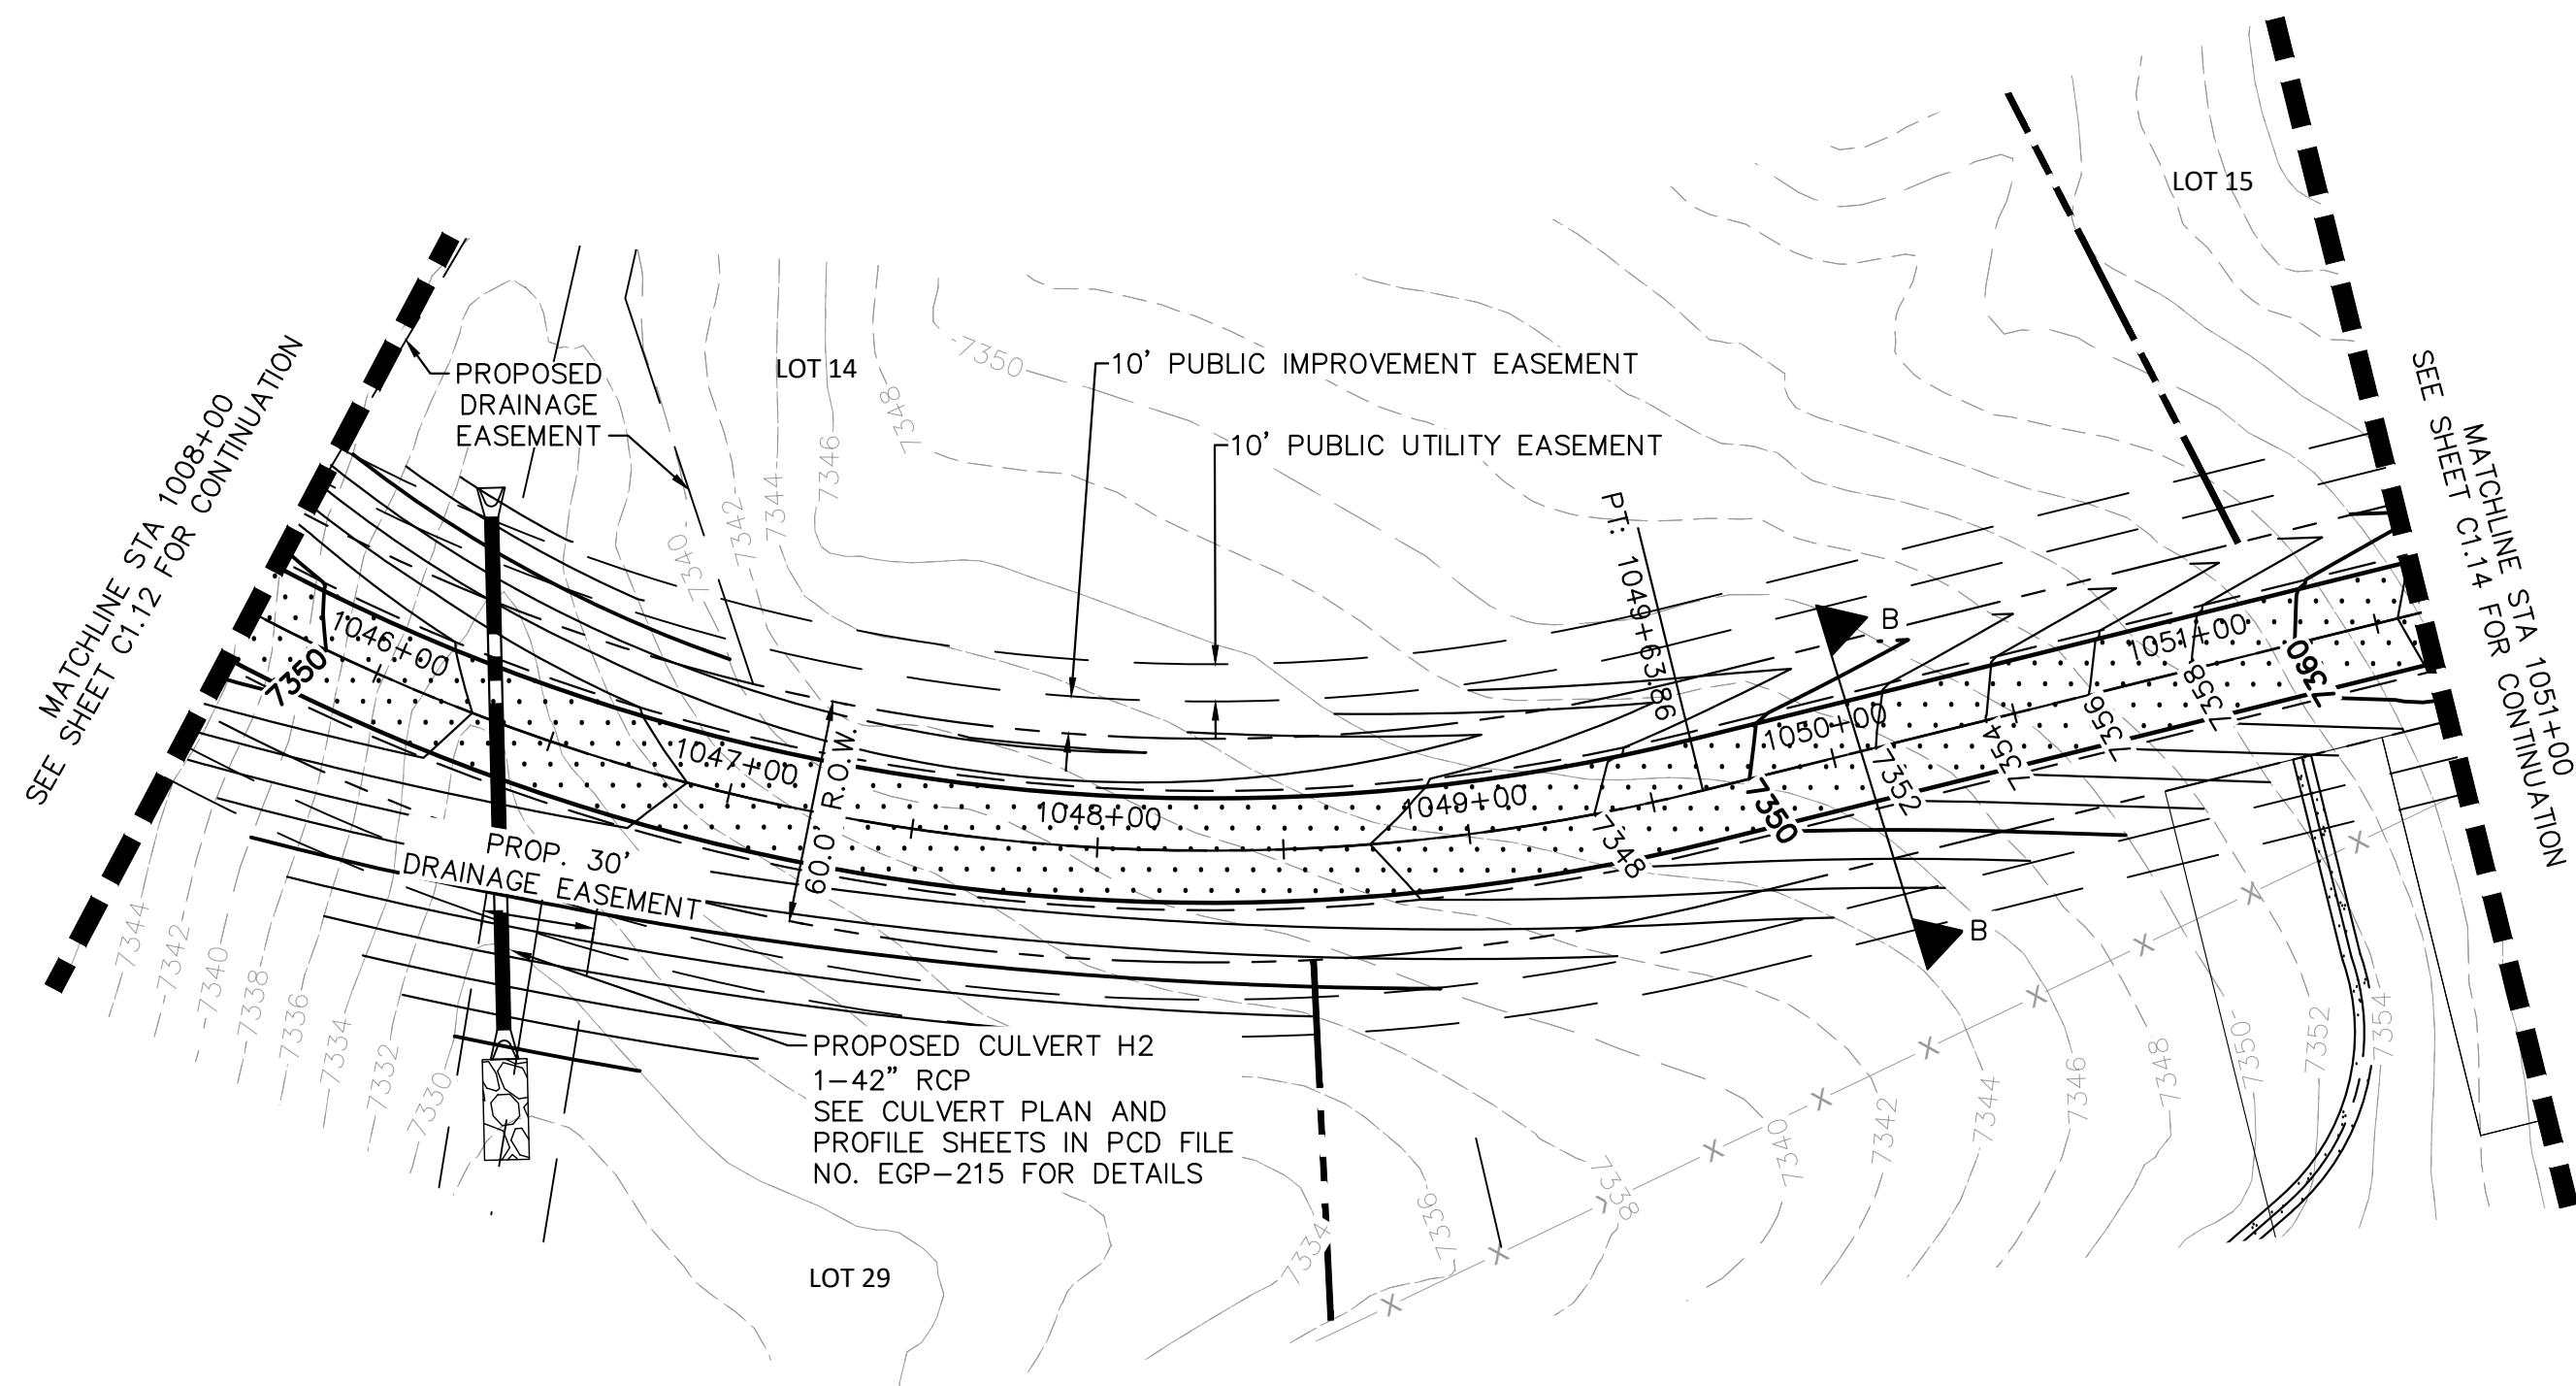 MATCHLINE STA 1008+00
SEE SHEET C1.12 FOR CONTINUATION
PROPOSED
DRAINAGE
EASEMENT
LOT 14
10' PUBLIC IMPROVEMENT EASEMENT
10' PUBLIC UTILITY EASEMENT
LOT 15
MATCHLINE STA 1051+00
SEE SHEET C1.14 FOR CONTINUATION
7340
7342
7344
7346
7348
7350
PT: 1049+63.86
B
B
1046+00
1047+00
1048+00
1049+00
1050+00
1051+00
7350
60.0' R.O.W.
7348
7350
7352
7354
7356
7358
7360
PROP. 30'
DRAINAGE EASEMENT
7344
7342
7340
7338
7336
7334
7332
7330
PROPOSED CULVERT H2
1-42" RCP
SEE CULVERT PLAN AND
PROFILE SHEETS IN PCD FILE
NO. EGP-215 FOR DETAILS
LOT 29
7334
7336
7338
7340
7342
7344
7346
7348
7350
7352
7354
X
X
X
X
X
X
X
X
X
X